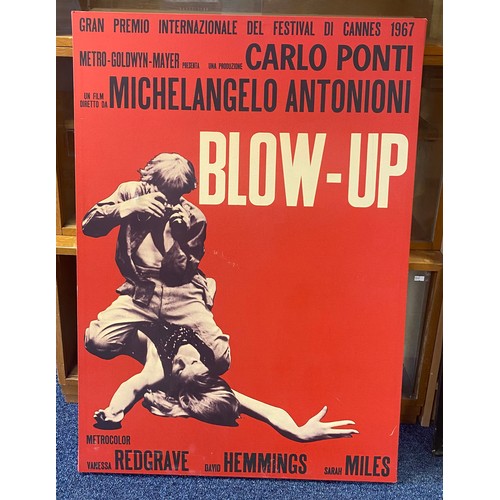 GRAN PREMIO INTERNAZIONALE DEL FESTIVAL DI CANNES 1967
METRO-GOLDWYN-MAYER PRESENTA UNA PRODUZIONE CARLO PONTI
UN FILM DIRETTO DA MICHELANGELO ANTONIONI
BLOW-UP
METROCOLOR
VANESSA REDGRAVE DAVID HEMMINGS SARAH MILES